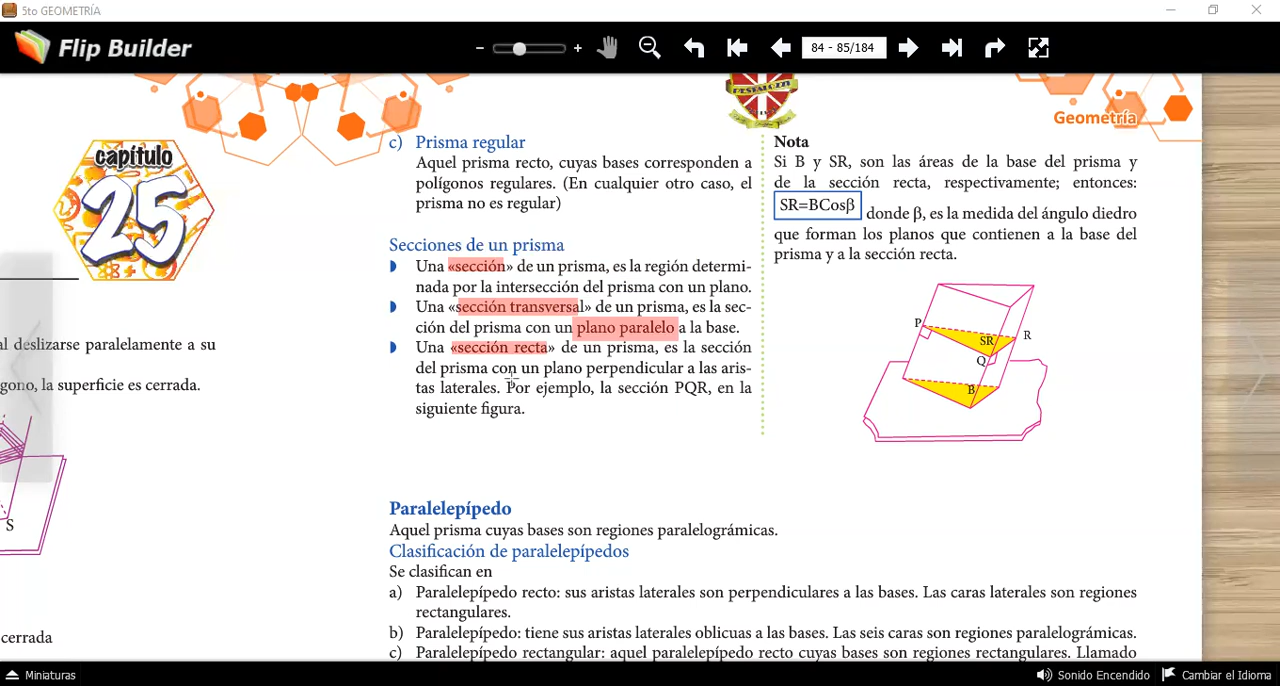 5to GEOMETRÍA
Flip Builder
84 - 85/184
Geometría
capítulo
25
al deslizarse paralelamente a su
gono, la superficie es cerrada.
S
cerrada
c) Prisma regular
Aquel prisma recto, cuyas bases corresponden a
polígonos regulares. (En cualquier otro caso, el
prisma no es regular)
Secciones de un prisma
Una «sección» de un prisma, es la región determi-
nada por la intersección del prisma con un plano.
Una «sección transversal» de un prisma, es la sec-
ción del prisma con un plano paralelo a la base.
Una «sección recta» de un prisma, es la sección
del prisma con un plano perpendicular a las aris-
tas laterales. Por ejemplo, la sección PQR, en la
siguiente figura.
Nota
Si B y SR, son las áreas de la base del prisma y
de la sección recta, respectivamente; entonces:
SR=BCosβ donde β, es la medida del ángulo diedro
que forman los planos que contienen a la base del
prisma y a la sección recta.
P
R
SR
Q
B
Paralelepípedo
Aquel prisma cuyas bases son regiones paralelográmicas.
Clasificación de paralelepípedos
Se clasifican en
a) Paralelepípedo recto: sus aristas laterales son perpendiculares a las bases. Las caras laterales son regiones
rectangulares.
b) Paralelepípedo: tiene sus aristas laterales oblicuas a las bases. Las seis caras son regiones paralelográmicas.
c) Paralelepípedo rectangular: aquel paralelepípedo recto cuyas bases son regiones rectangulares. Llamado
Miniaturas
Sonido Encendido
Cambiar el Idioma